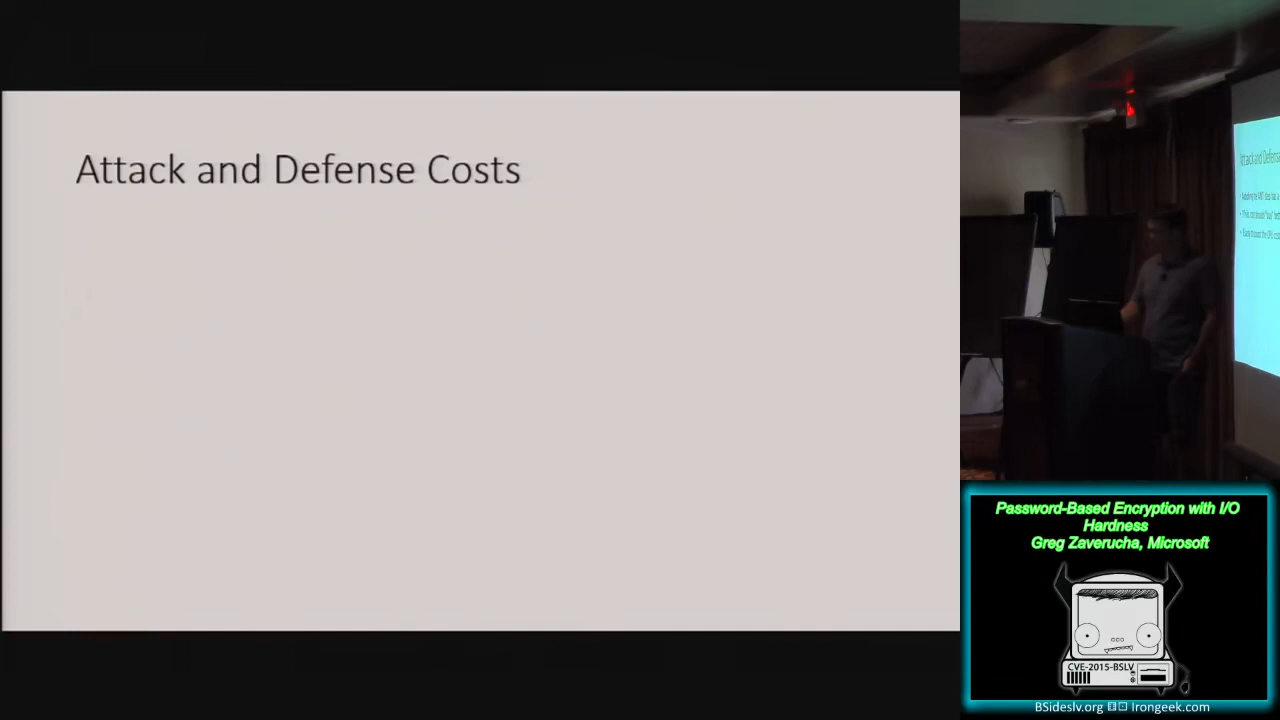 Attack and Defense Costs
Password-Based Encryption with I/O
Hardness
Greg Zaverucha, Microsoft
CVE-2015-BSLV
BSideslv.org Irongeek.com